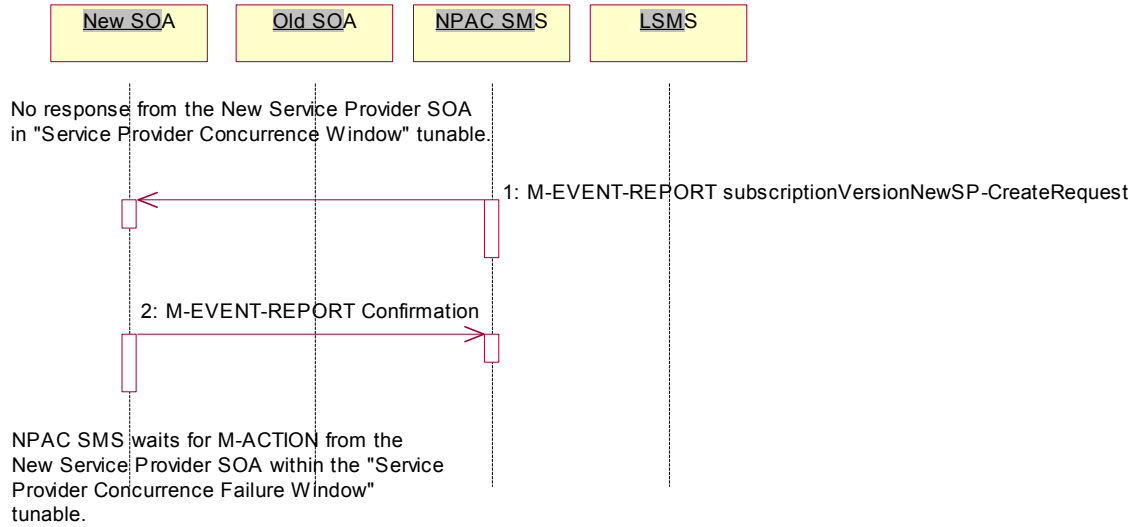 New SOA
Old SOA
NPAC SMS
LSMS
No response from the New Service Provider SOA
in "Service Provider Concurrence Window" tunable.
1: M-EVENT-REPORT subscriptionVersionNewSP-CreateRequest
2: M-EVENT-REPORT Confirmation
NPAC SMS waits for M-ACTION from the
New Service Provider SOA within the "Service
Provider Concurrence Failure Window"
tunable.